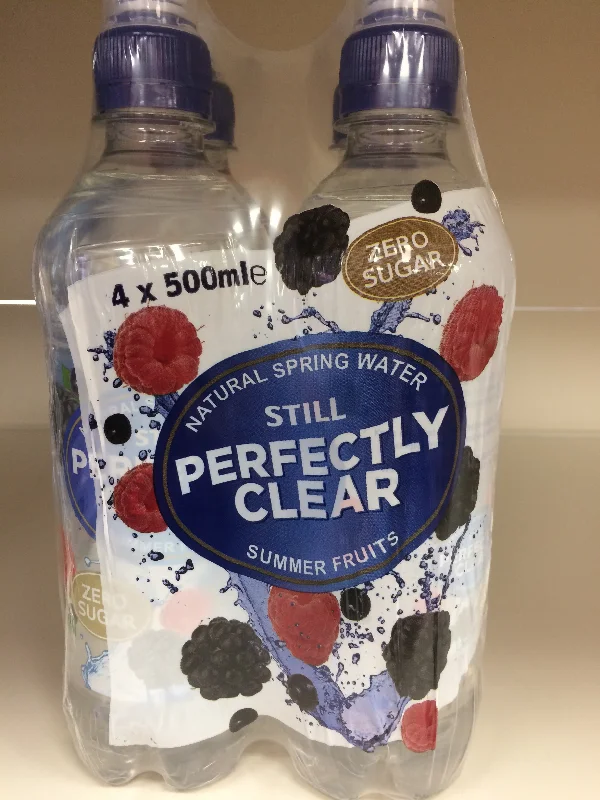 4 x 500ml℮
ZERO
SUGAR
NATURAL SPRING WATER
STILL
PERFECTLY
CLEAR
SUMMER FRUITS
ZERO
SUGAR